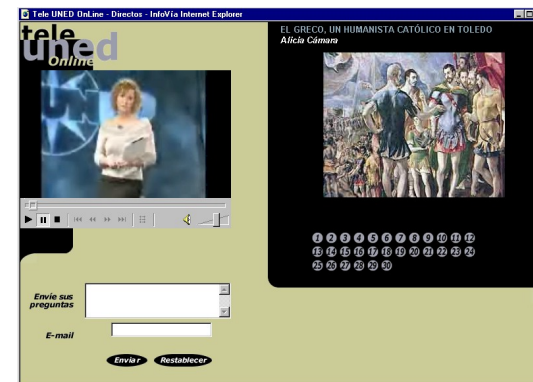 Tele UNED OnLine - Directos - InfoVía Internet Explorer
tele
uned
Online
EL GRECO, UN HUMANISTA CATÓLICO EN TOLEDO
Alicia Cámara
1 2 3 4 5 6 7 8 9 10 11 12
13 14 15 16 17 18 19 20 21 22 23 24
25 26 27 28 29 30
Envíe sus
preguntas
E-mail
Enviar Restablecer